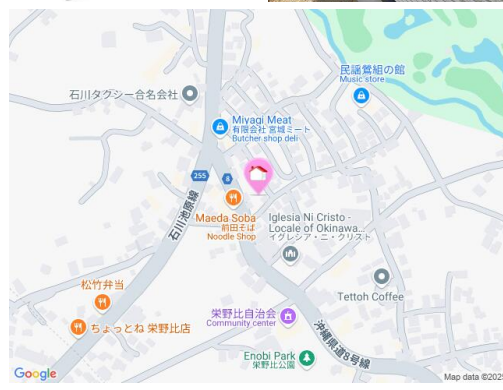 民謡鶯組の館
Music store
石川タクシー合名会社
Miyagi Meat
有限会社 宮城ミート
Butcher shop deli
255
8
石川池原線
Maeda Soba
前田そば
Noodle Shop
Iglesia Ni Cristo -
Locale of Okinawa...
イグレシア・ニ・クリスト
松竹弁当
ちょっとね 栄野比店
Tettoh Coffee
栄野比自治会
Community center
沖縄県道8号線
Enobi Park
栄野比公園
Google
Map data ©202